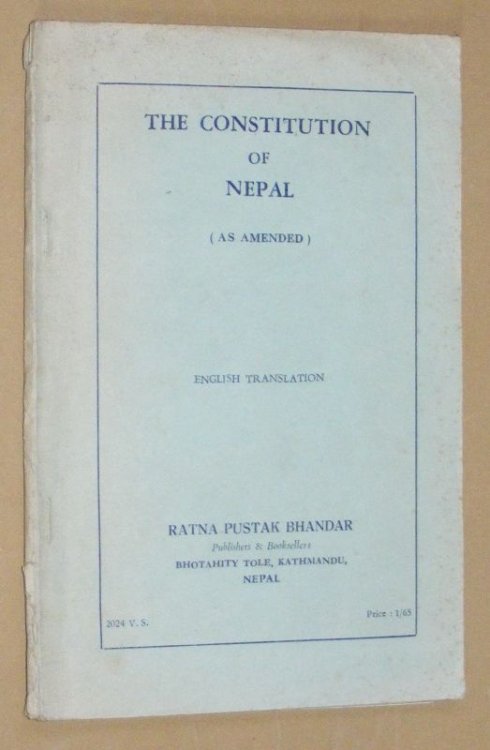 THE CONSTITUTION
OF
NEPAL
( AS AMENDED )
ENGLISH TRANSLATION
RATNA PUSTAK BHANDAR
Publishers & Booksellers
BHOTAHITY TOLE, KATHMANDU,
NEPAL
2024 V. S.
Price : 1/65